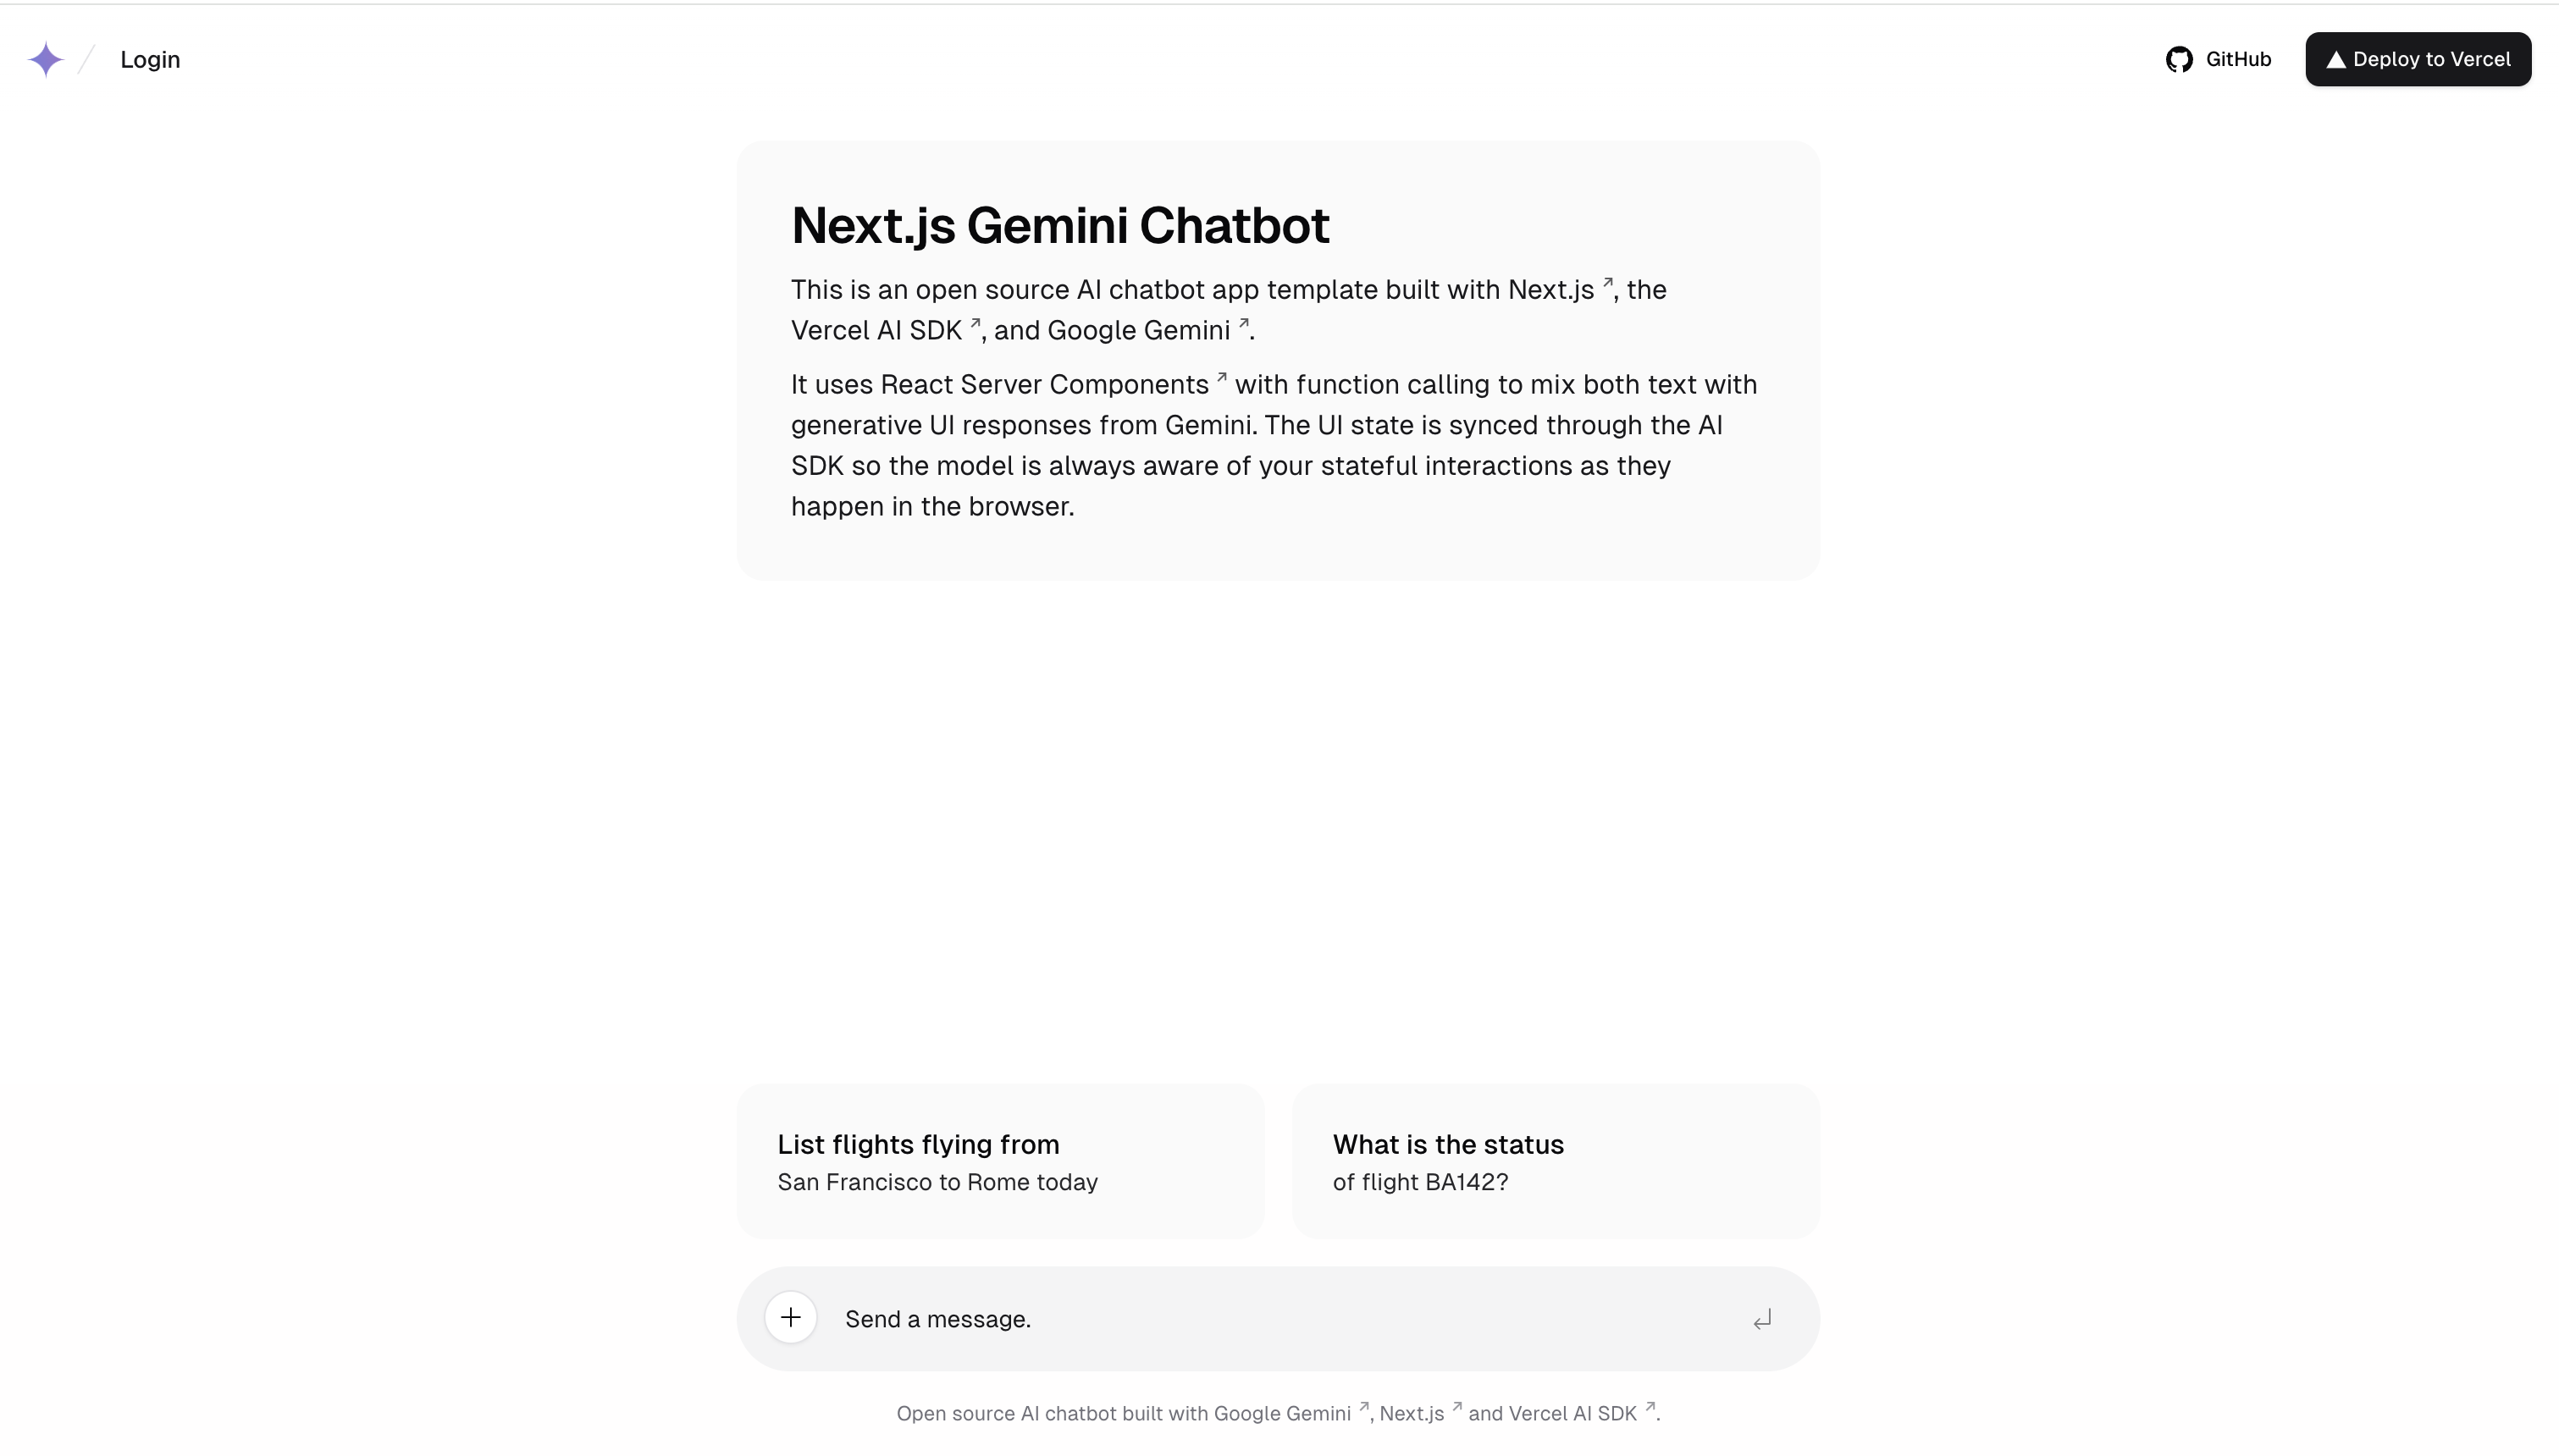 Login
GitHub
Deploy to Vercel
Next.js Gemini Chatbot
This is an open source AI chatbot app template built with Next.js ↗, the
Vercel AI SDK ↗, and Google Gemini ↗.
It uses React Server Components ↗ with function calling to mix both text with
generative UI responses from Gemini. The UI state is synced through the AI
SDK so the model is always aware of your stateful interactions as they
happen in the browser.
List flights flying from
San Francisco to Rome today
What is the status
of flight BA142?
Send a message.
Open source AI chatbot built with Google Gemini ↗, Next.js ↗ and Vercel AI SDK ↗.